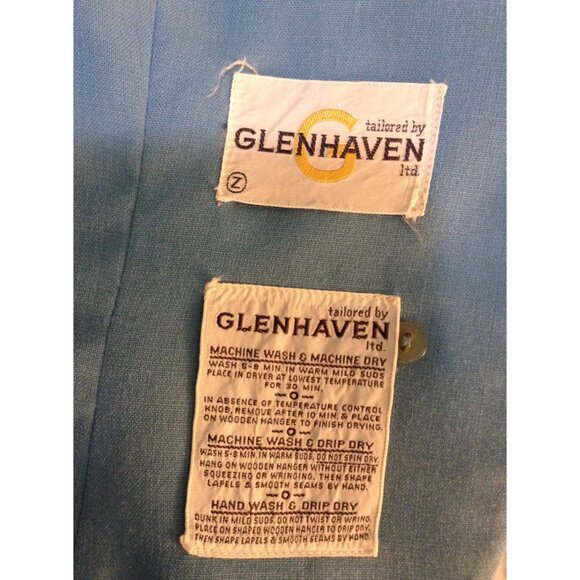 tailored by
GLENHAVEN
ltd.
Z
tailored by
GLENHAVEN
ltd.
MACHINE WASH & MACHINE DRY
WASH 5-8 MIN. IN WARM MILD SUDS
PLACE IN DRYER AT LOWEST TEMPERATURE
FOR 30 MIN.
IN ABSENCE OF TEMPERATURE CONTROL
KNOB, REMOVE AFTER 10 MIN. & PLACE
ON WOODEN HANGER TO FINISH DRYING.
MACHINE WASH & DRIP DRY
WASH 5-8 MIN. IN WARM SUDS. DO NOT SPIN DRY.
HANG ON WOODEN HANGER WITHOUT EITHER
SQUEEZING OR WRINGING. THEN SHAPE
LAPELS & SMOOTH SEAMS BY HAND.
HAND WASH & DRIP DRY
DUNK IN MILD SUDS. DO NOT TWIST OR WRING.
PLACE ON SHAPED WOODEN HANGER TO DRIP DRY.
THEN SHAPE LAPELS & SMOOTH SEAMS BY HAND.